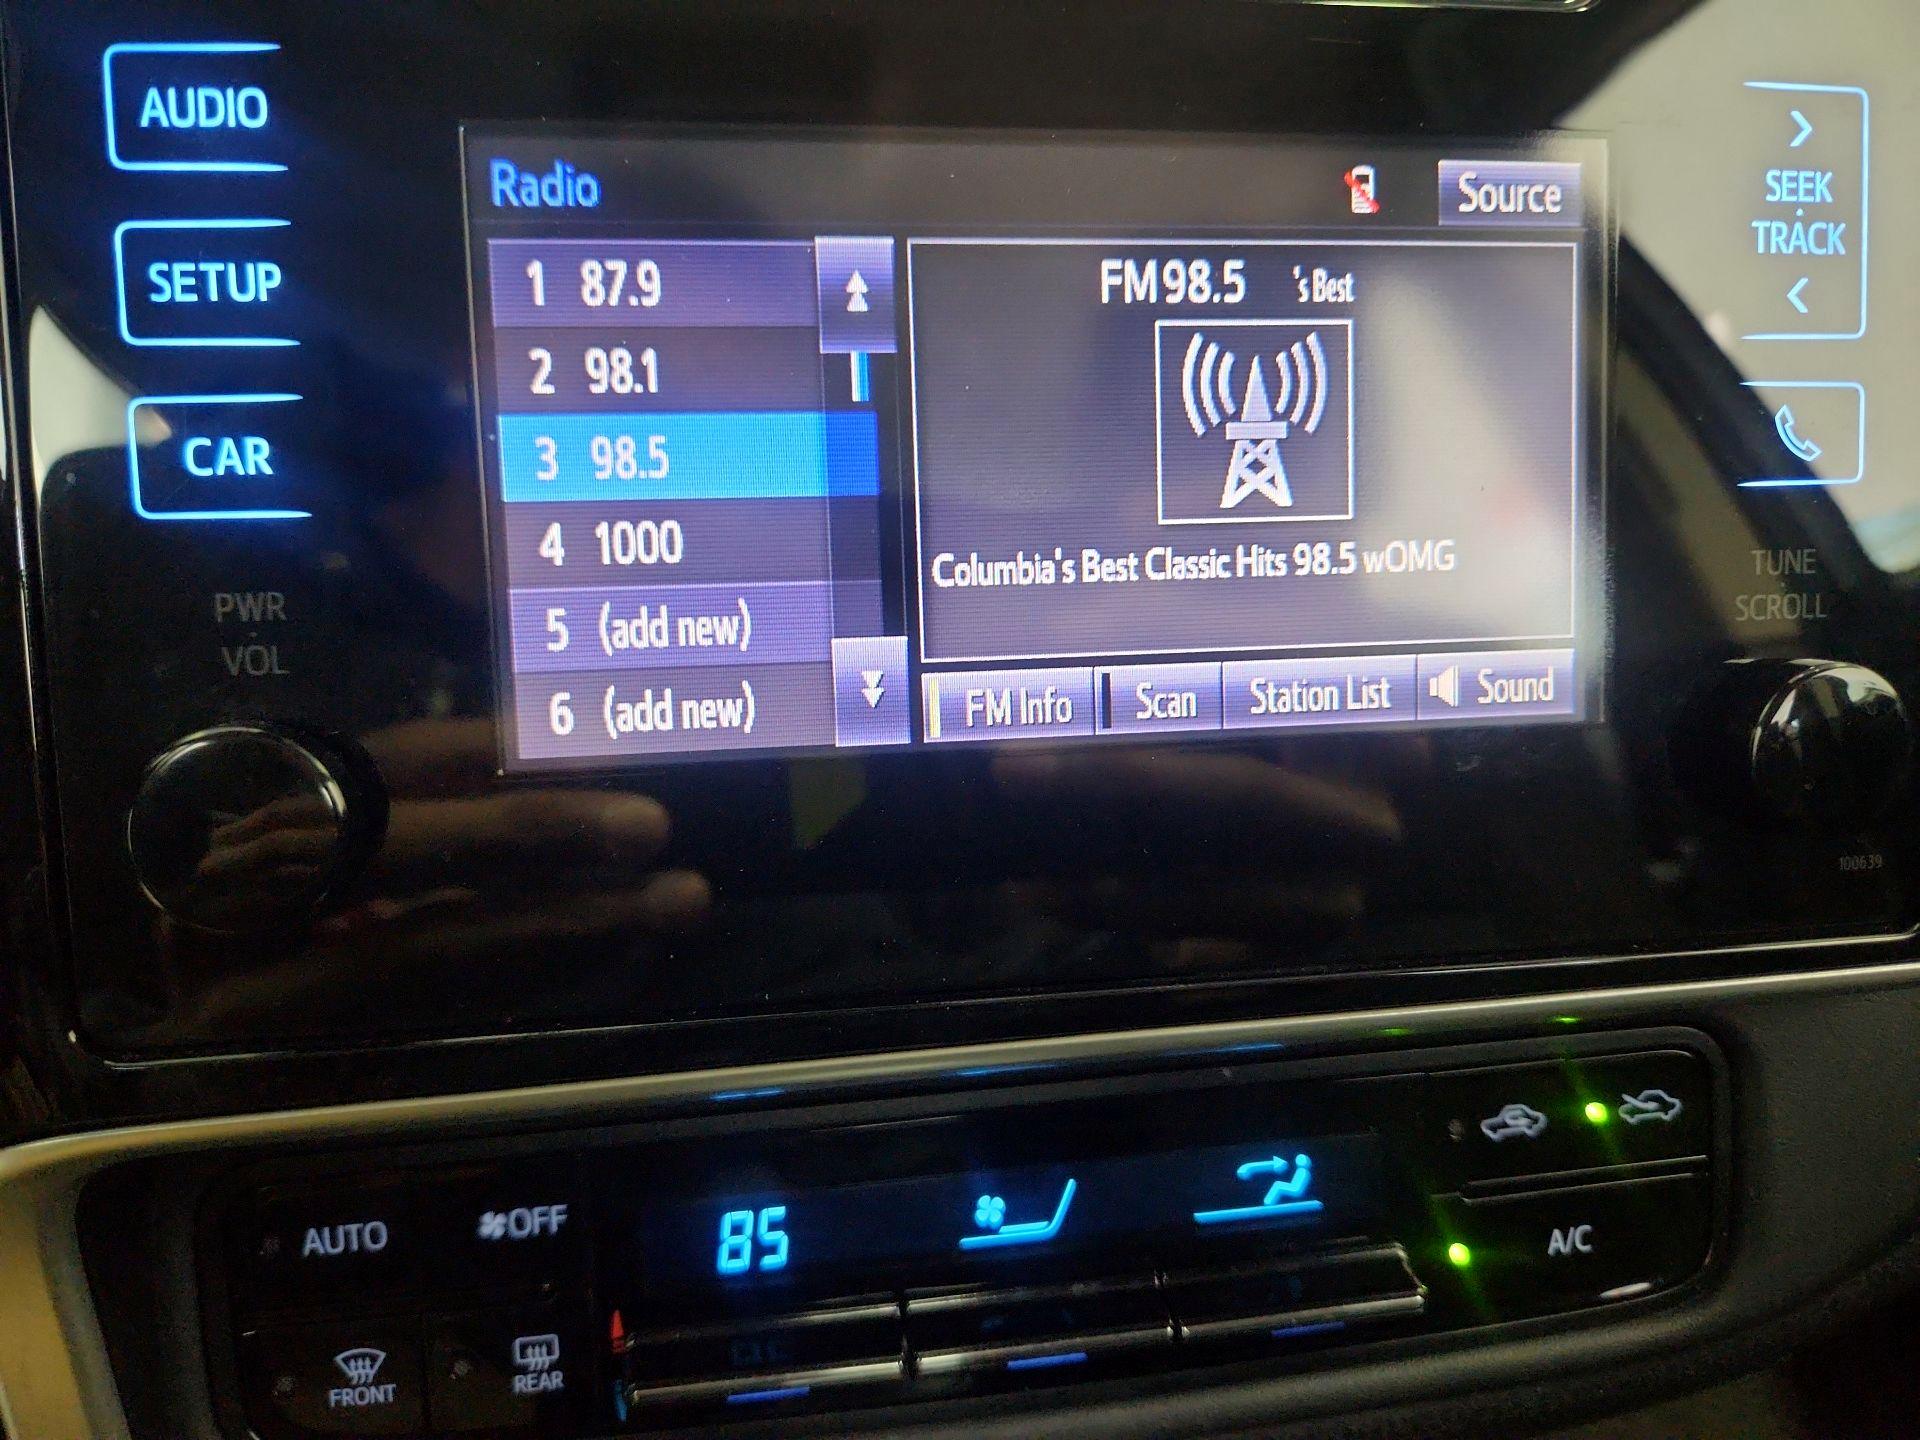 AUDIO
SETUP
CAR
PWR
VOL
Radio
Source
1 87.9
2 98.1
3 98.5
4 1000
5 (add new)
6 (add new)
FM 98.5 's Best
Columbia's Best Classic Hits 98.5 wOMG
FM Info
Scan
Station List
Sound
>
SEEK
TRACK
<
TUNE
SCROLL
100639
AUTO
OFF
85
A/C
FRONT
REAR